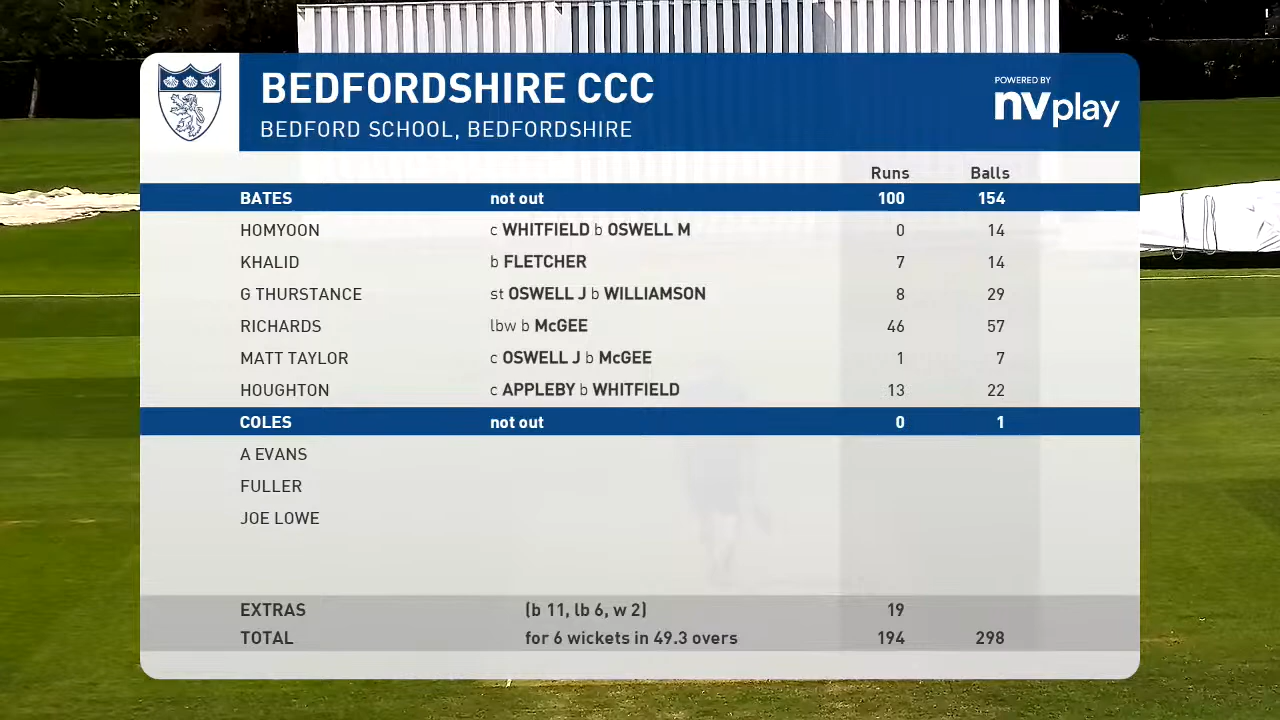 BEDFORDSHIRE CCC
BEDFORD SCHOOL, BEDFORDSHIRE
POWERED BY
nvplay
Runs Balls
BATES not out 100 154
HOMYOON c WHITFIELD b OSWELL M 0 14
KHALID b FLETCHER 7 14
G THURSTANCE st OSWELL J b WILLIAMSON 8 29
RICHARDS lbw b McGEE 46 57
MATT TAYLOR c OSWELL J b McGEE 1 7
HOUGHTON c APPLEBY b WHITFIELD 13 22
COLES not out 0 1
A EVANS
FULLER
JOE LOWE
EXTRAS (b 11, lb 6, w 2) 19
TOTAL for 6 wickets in 49.3 overs 194 298